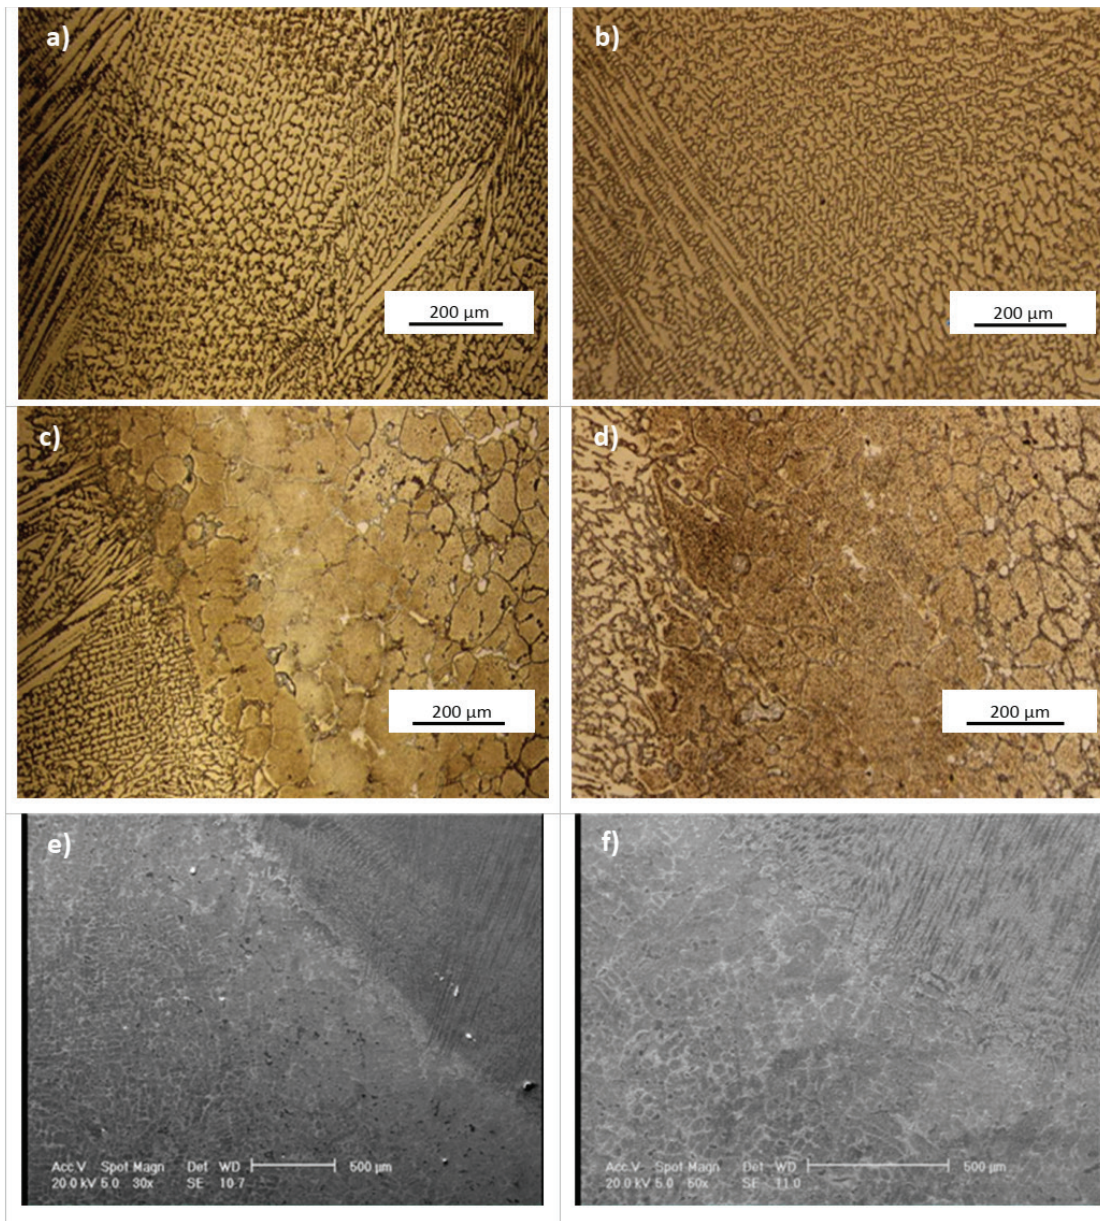 a)
b)
200 µm
200 µm
c)
d)
200 µm
200 µm
e)
f)
Acc.V Spot Magn Det WD 500 µm
20.0 kV 5.0 30x SE 10.7
Acc.V Spot Magn Det WD 500 µm
20.0 kV 5.0 50x SE 11.0